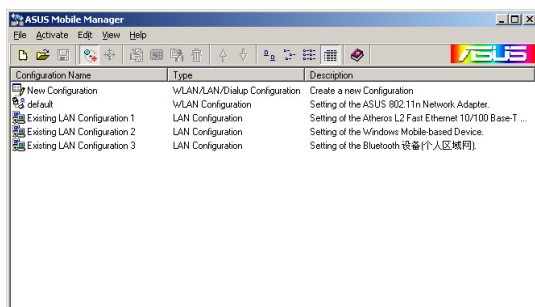 ASUS Mobile Manager
File Activate Edit View Help
/SUS
Configuration Name Type Description
New Configuration WLAN/LAN/Dialup Configuration Create a new Configuration
default WLAN Configuration Setting of the ASUS 802.11n Network Adapter.
Existing LAN Configuration 1 LAN Configuration Setting of the Atheros L2 Fast Ethernet 10/100 Base-T ...
Existing LAN Configuration 2 LAN Configuration Setting of the Windows Mobile-based Device.
Existing LAN Configuration 3 LAN Configuration Setting of the Bluetooth 设备(个人区域网).